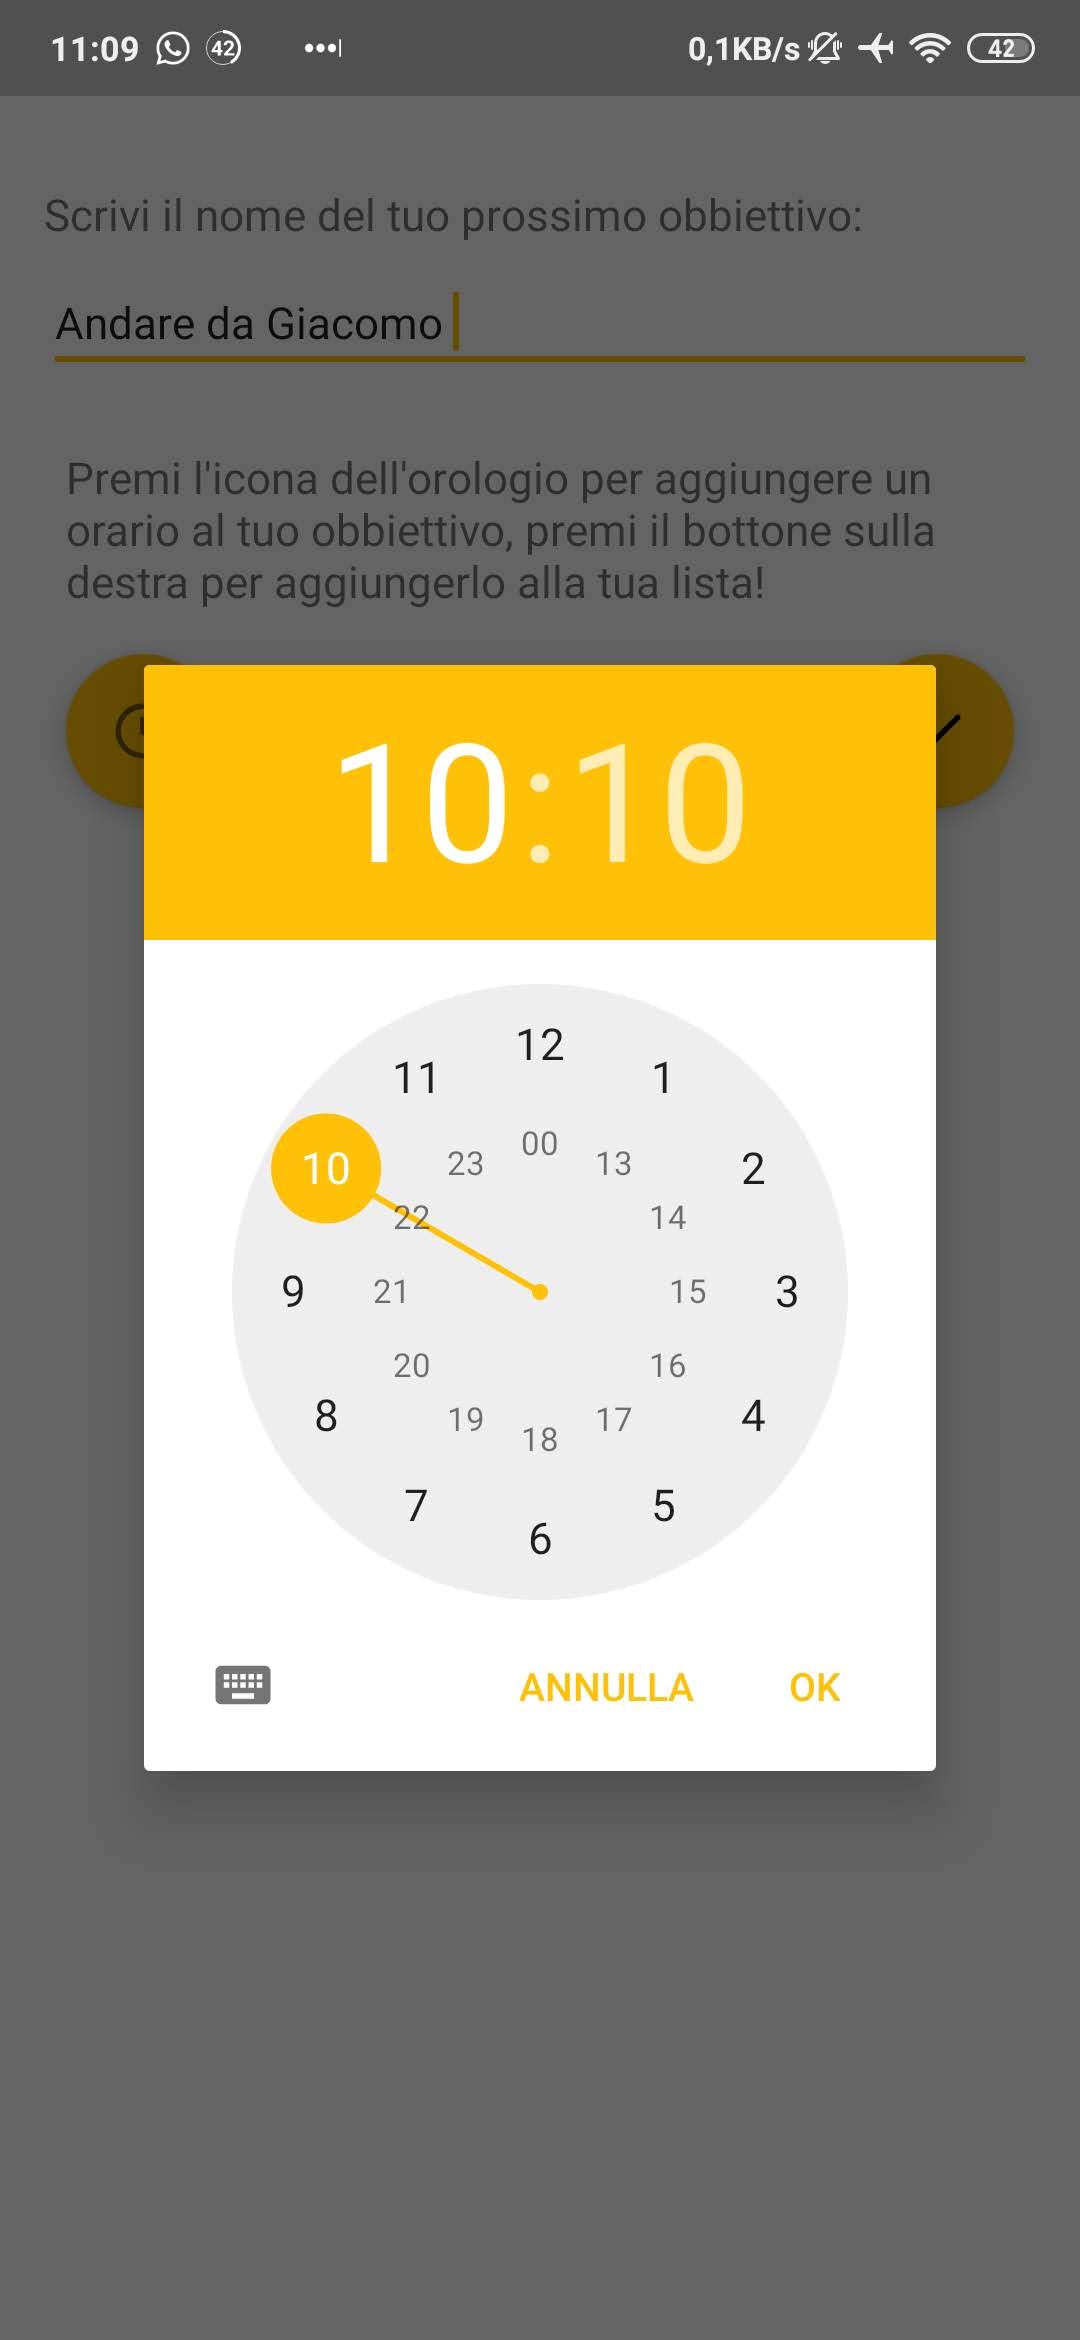 11:09 42 0,1KB/s 42
Scrivi il nome del tuo prossimo obbiettivo:
Andare da Giacomo
Premi l'icona dell'orologio per aggiungere un
orario al tuo obbiettivo, premi il bottone sulla
destra per aggiungerlo alla tua lista!
10:10
12
11 1
00
10 23 13 2
22 14
9 21 15 3
20 16
8 19 17 4
18
7 5
6
ANNULLA OK